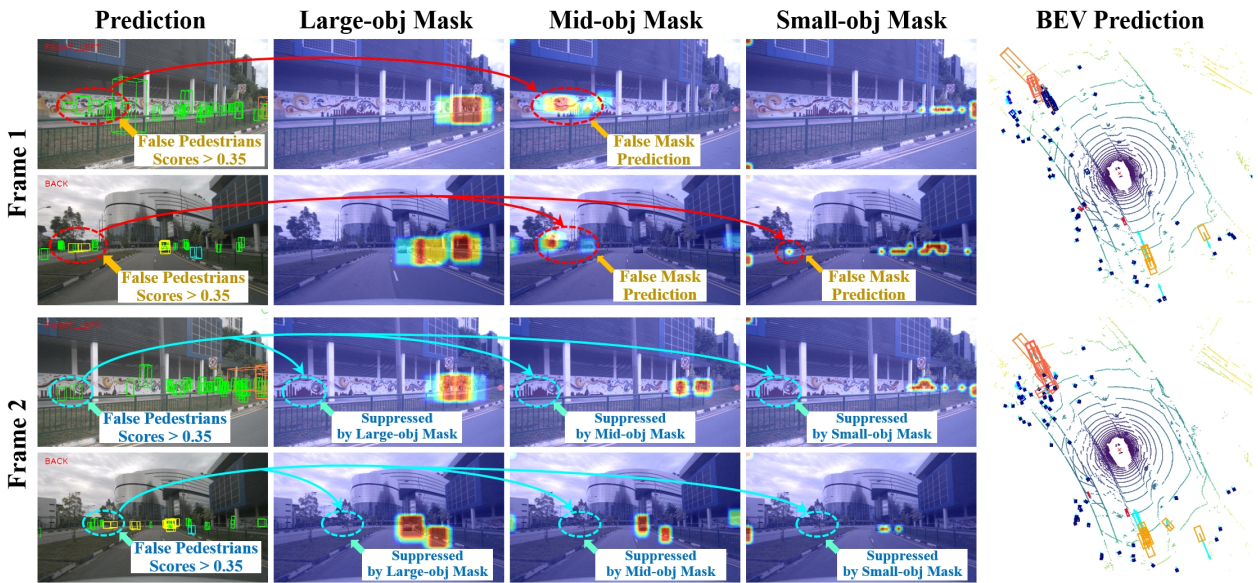 Prediction
Large-obj Mask
Mid-obj Mask
Small-obj Mask
BEV Prediction
Frame 1
FRONT_LEFT
False Pedestrians
Scores > 0.35
False Mask
Prediction
BACK
False Pedestrians
Scores > 0.35
False Mask
Prediction
False Mask
Prediction
Frame 2
FRONT_LEFT
False Pedestrians
Scores > 0.35
Suppressed
by Large-obj Mask
Suppressed
by Mid-obj Mask
Suppressed
by Small-obj Mask
BACK
False Pedestrians
Scores > 0.35
Suppressed
by Large-obj Mask
Suppressed
by Mid-obj Mask
Suppressed
by Small-obj Mask